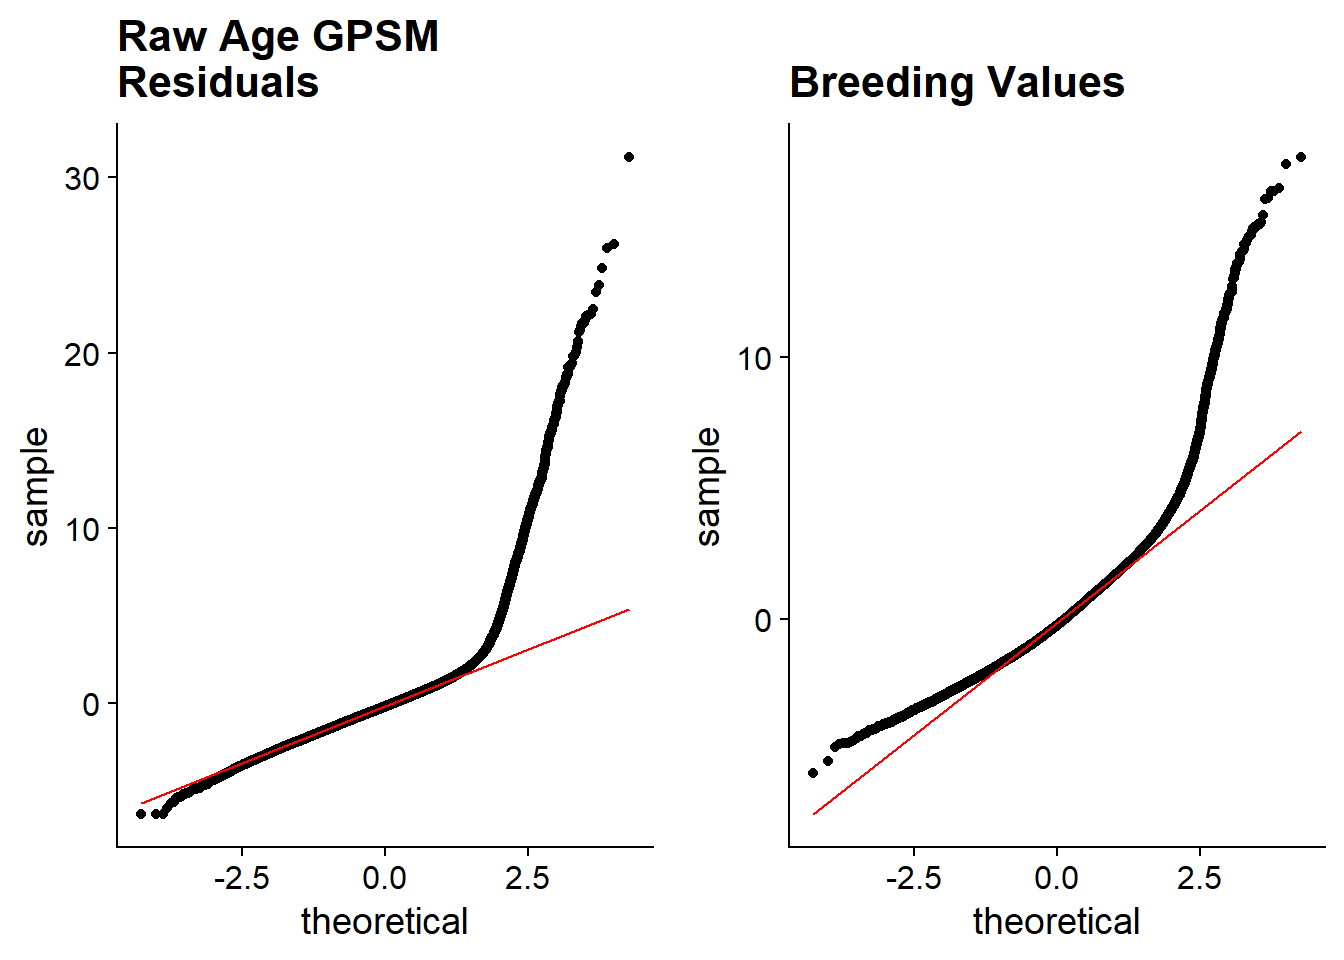 Raw Age GPSM
Residuals
30
20
10
0
sample
-2.5 0.0 2.5
theoretical
Breeding Values
10
0
sample
-2.5 0.0 2.5
theoretical